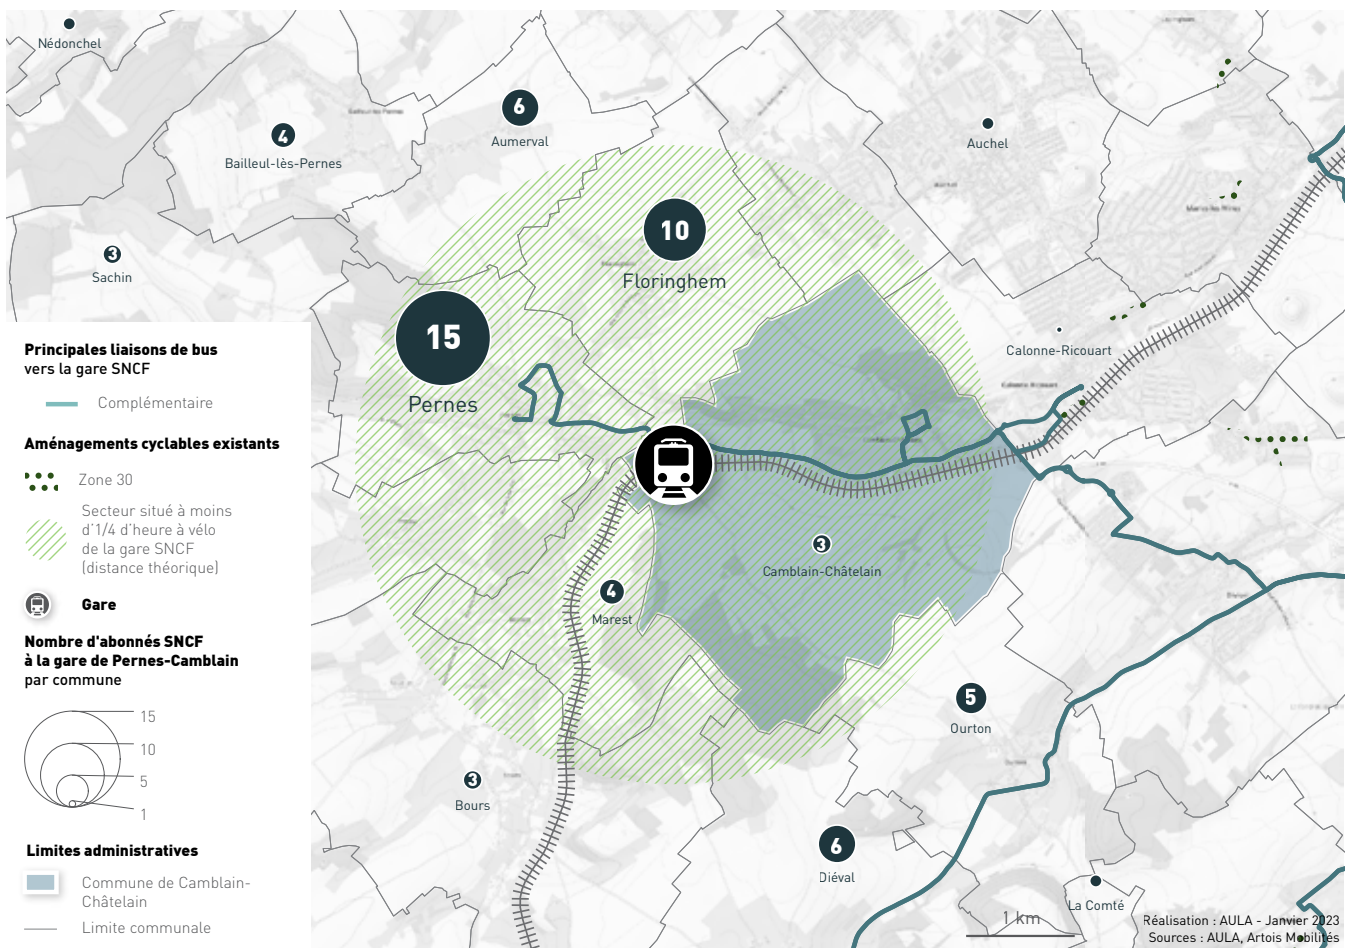 Nédonchel
6
Aumerval
4
Bailleul-lès-Pernes
Auchel
10
Floringhem
3
Sachin
15
Pernes
Calonne-Ricouart
3
Camblain-Châtelain
4
Marest
5
Ourton
3
Bours
6
Diéval
La Comté
1 km
Réalisation : AULA - Janvier 2023
Sources : AULA, Artois Mobilités
Principales liaisons de bus
vers la gare SNCF
Complémentaire
Aménagements cyclables existants
Zone 30
Secteur situé à moins
d'1/4 d'heure à vélo
de la gare SNCF
(distance théorique)
Gare
Nombre d'abonnés SNCF
à la gare de Pernes-Camblain
par commune
15
10
5
1
Limites administratives
Commune de Camblain-
Châtelain
Limite communale